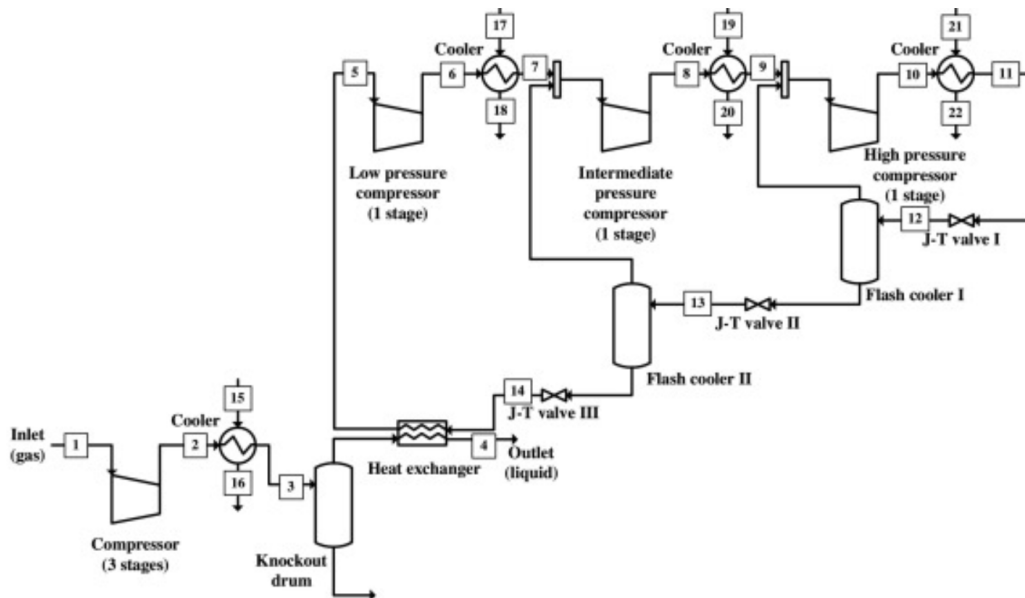 17
19
21
Cooler
Cooler
Cooler
5
6
7
8
9
10
11
18
20
22
Low pressure
compressor
(1 stage)
Intermediate
pressure
compressor
(1 stage)
High pressure
compressor
(1 stage)
12
J-T valve I
Flash cooler I
13
J-T valve II
Flash cooler II
14
J-T valve III
15
Cooler
Inlet
(gas)
1
2
4
Outlet
(liquid)
Heat exchanger
16
3
Compressor
(3 stages)
Knockout
drum